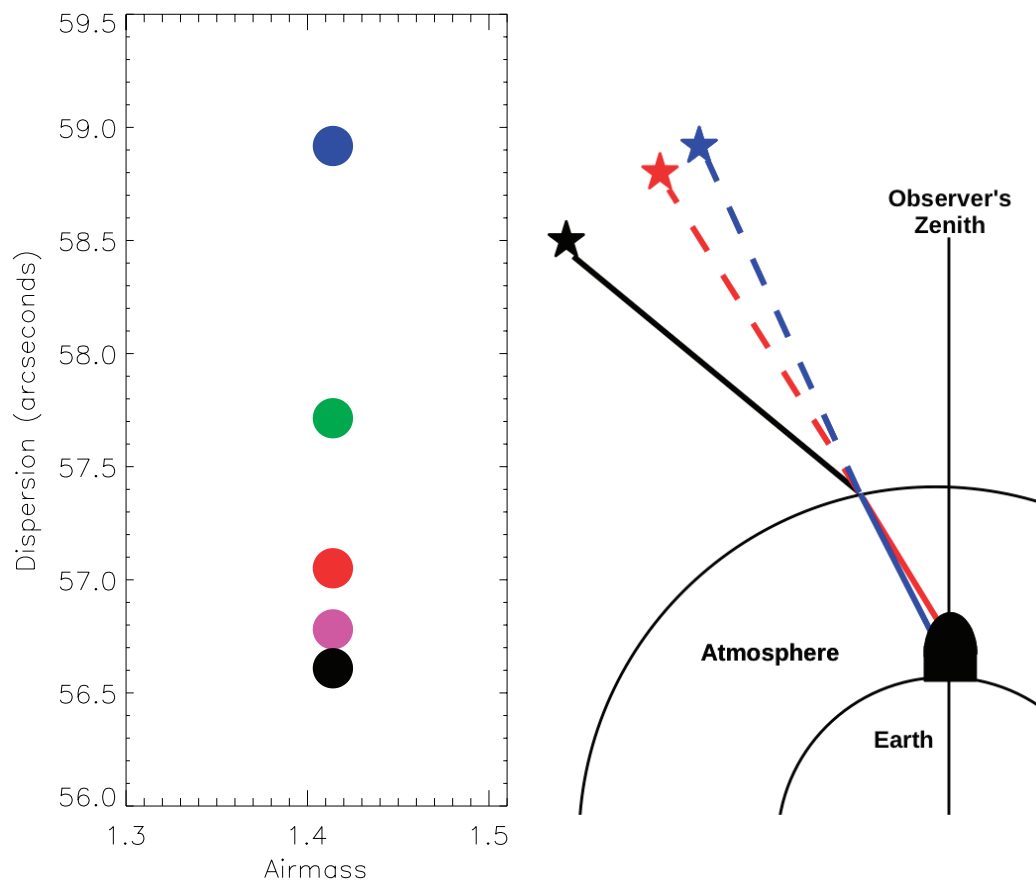 59.5
59.0
58.5
58.0
57.5
57.0
56.5
56.0
Dispersion (arcseconds)
1.3
1.4
1.5
Airmass
Observer's
Zenith
Atmosphere
Earth